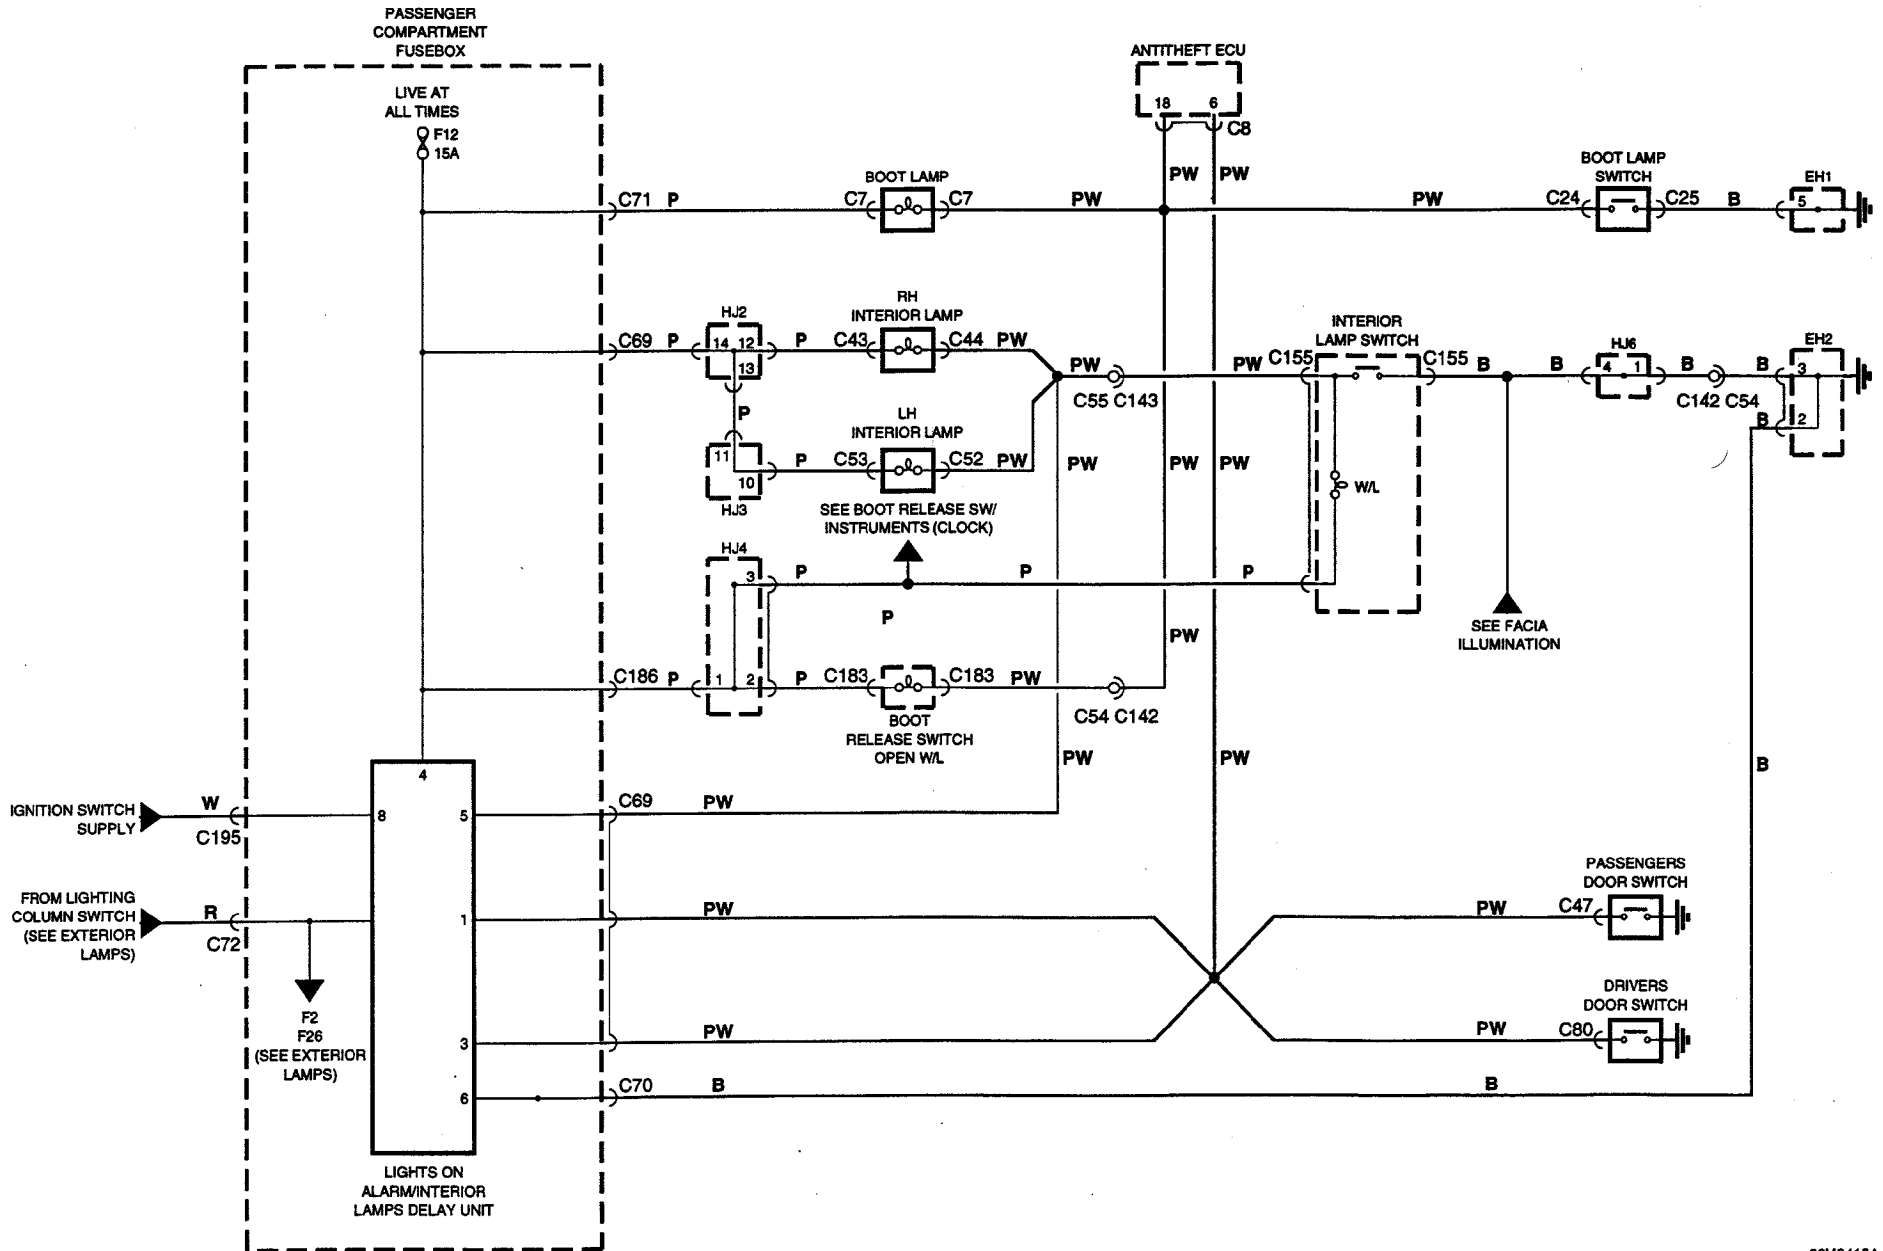 PASSENGER
COMPARTMENT
FUSEBOX
LIVE AT
ALL TIMES
F12
15A
ANTITHEFT ECU
18 6
C8
PW PW
C71 P
BOOT LAMP
C7 C7
PW
PW
BOOT LAMP
SWITCH
C24 C25
B
EH1
5
C69 P
HJ2
14 12
13
P
RH
INTERIOR LAMP
C43 C44
PW
PW
C55 C143
PW
INTERIOR
LAMP SWITCH
C155 C155
B
B
HJ6
4 1
B
C142 C54
B
EH2
3
B
2
P
11
10
HJ3
P
LH
INTERIOR LAMP
C53 C52
PW
PW
PW PW
W/L
SEE BOOT RELEASE SW/
INSTRUMENTS (CLOCK)
HJ4
3
P
P
P
P
SEE FACIA
ILLUMINATION
PW
C186 P
1 2
P
C183 C183
PW
C54 C142
BOOT
RELEASE SWITCH
OPEN W/L
PW
PW
B
4
IGNITION SWITCH
SUPPLY
W
C195
8
5
C69
PW
FROM LIGHTING
COLUMN SWITCH
(SEE EXTERIOR
LAMPS)
R
C72
1
PW
PW
PASSENGERS
DOOR SWITCH
C47
F2
F26
(SEE EXTERIOR
LAMPS)
3
PW
PW
DRIVERS
DOOR SWITCH
C80
6
C70
B
B
LIGHTS ON
ALARM/INTERIOR
LAMPS DELAY UNIT